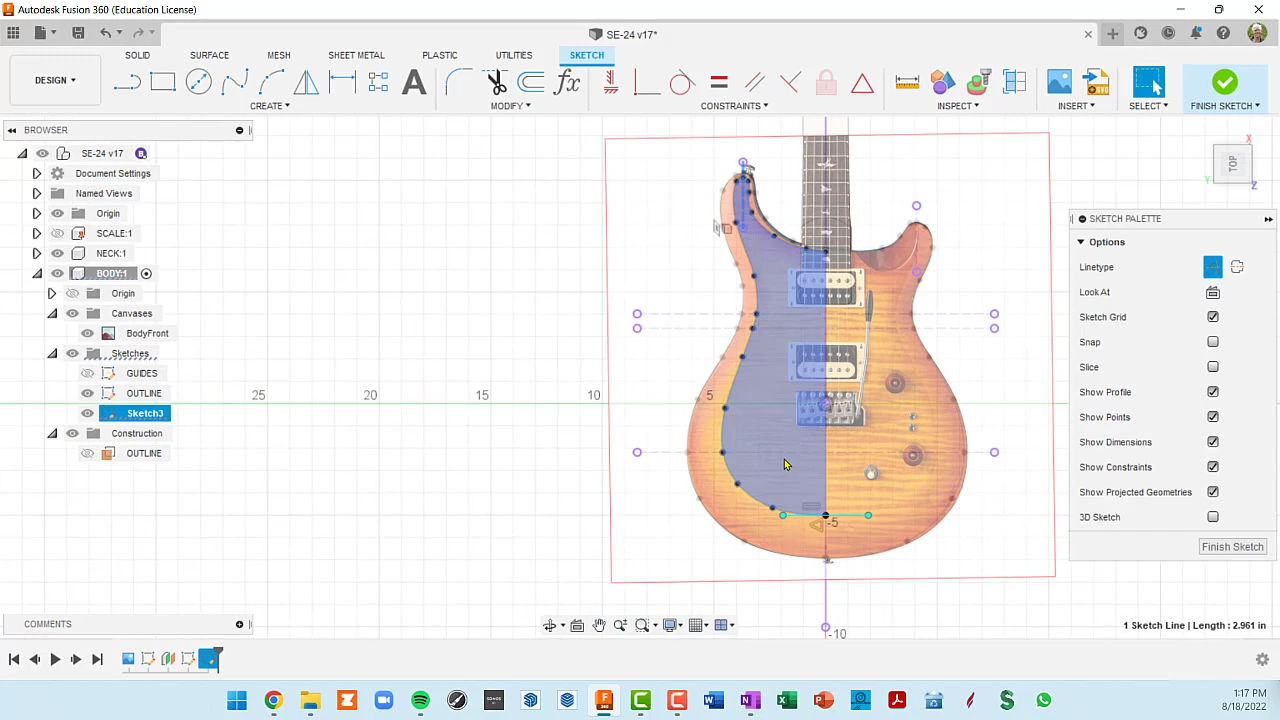 Autodesk Fusion 360 (Education License)
SE-24 v17*
DESIGN
SOLID SURFACE MESH SHEET METAL PLASTIC UTILITIES SKETCH
CREATE MODIFY CONSTRAINTS INSPECT INSERT SELECT FINISH SKETCH
BROWSER
SE-24 v17
Document Settings
Named Views
Origin
SCALE:1
NECK:1
BODY:1
Origin
Canvases
BodyFront
Sketches
GUIDES
OUTLINE
Sketch3
Construction
OUTLINE
25 20 15 10 5
-5
-10
TOP
X
Y
Z
SKETCH PALETTE
Options
Linetype
Look At
Sketch Grid
Snap
Slice
Show Profile
Show Points
Show Dimensions
Show Constraints
Show Projected Geometries
3D Sketch
Finish Sketch
COMMENTS
1 Sketch Line | Length : 2.961 in
1:17 PM
8/18/2022